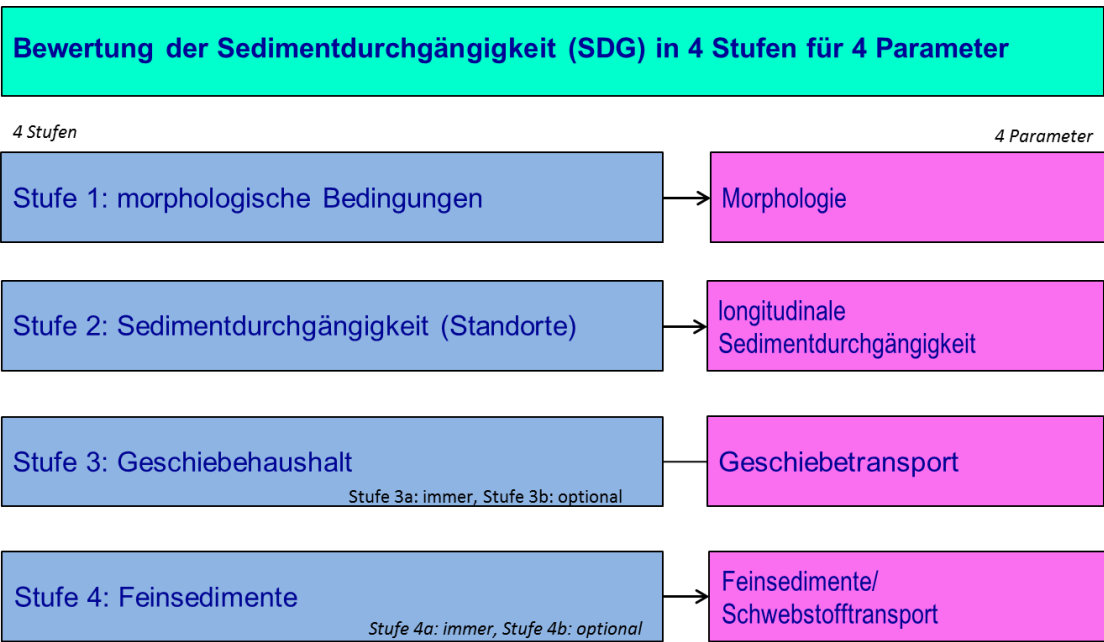 Bewertung der Sedimentdurchgängigkeit (SDG) in 4 Stufen für 4 Parameter
4 Stufen
4 Parameter
Stufe 1: morphologische Bedingungen
Morphologie
Stufe 2: Sedimentdurchgängigkeit (Standorte)
longitudinale
Sedimentdurchgängigkeit
Stufe 3: Geschiebehaushalt
Stufe 3a: immer, Stufe 3b: optional
Geschiebetransport
Stufe 4: Feinsedimente
Stufe 4a: immer, Stufe 4b: optional
Feinsedimente/
Schwebstofftransport